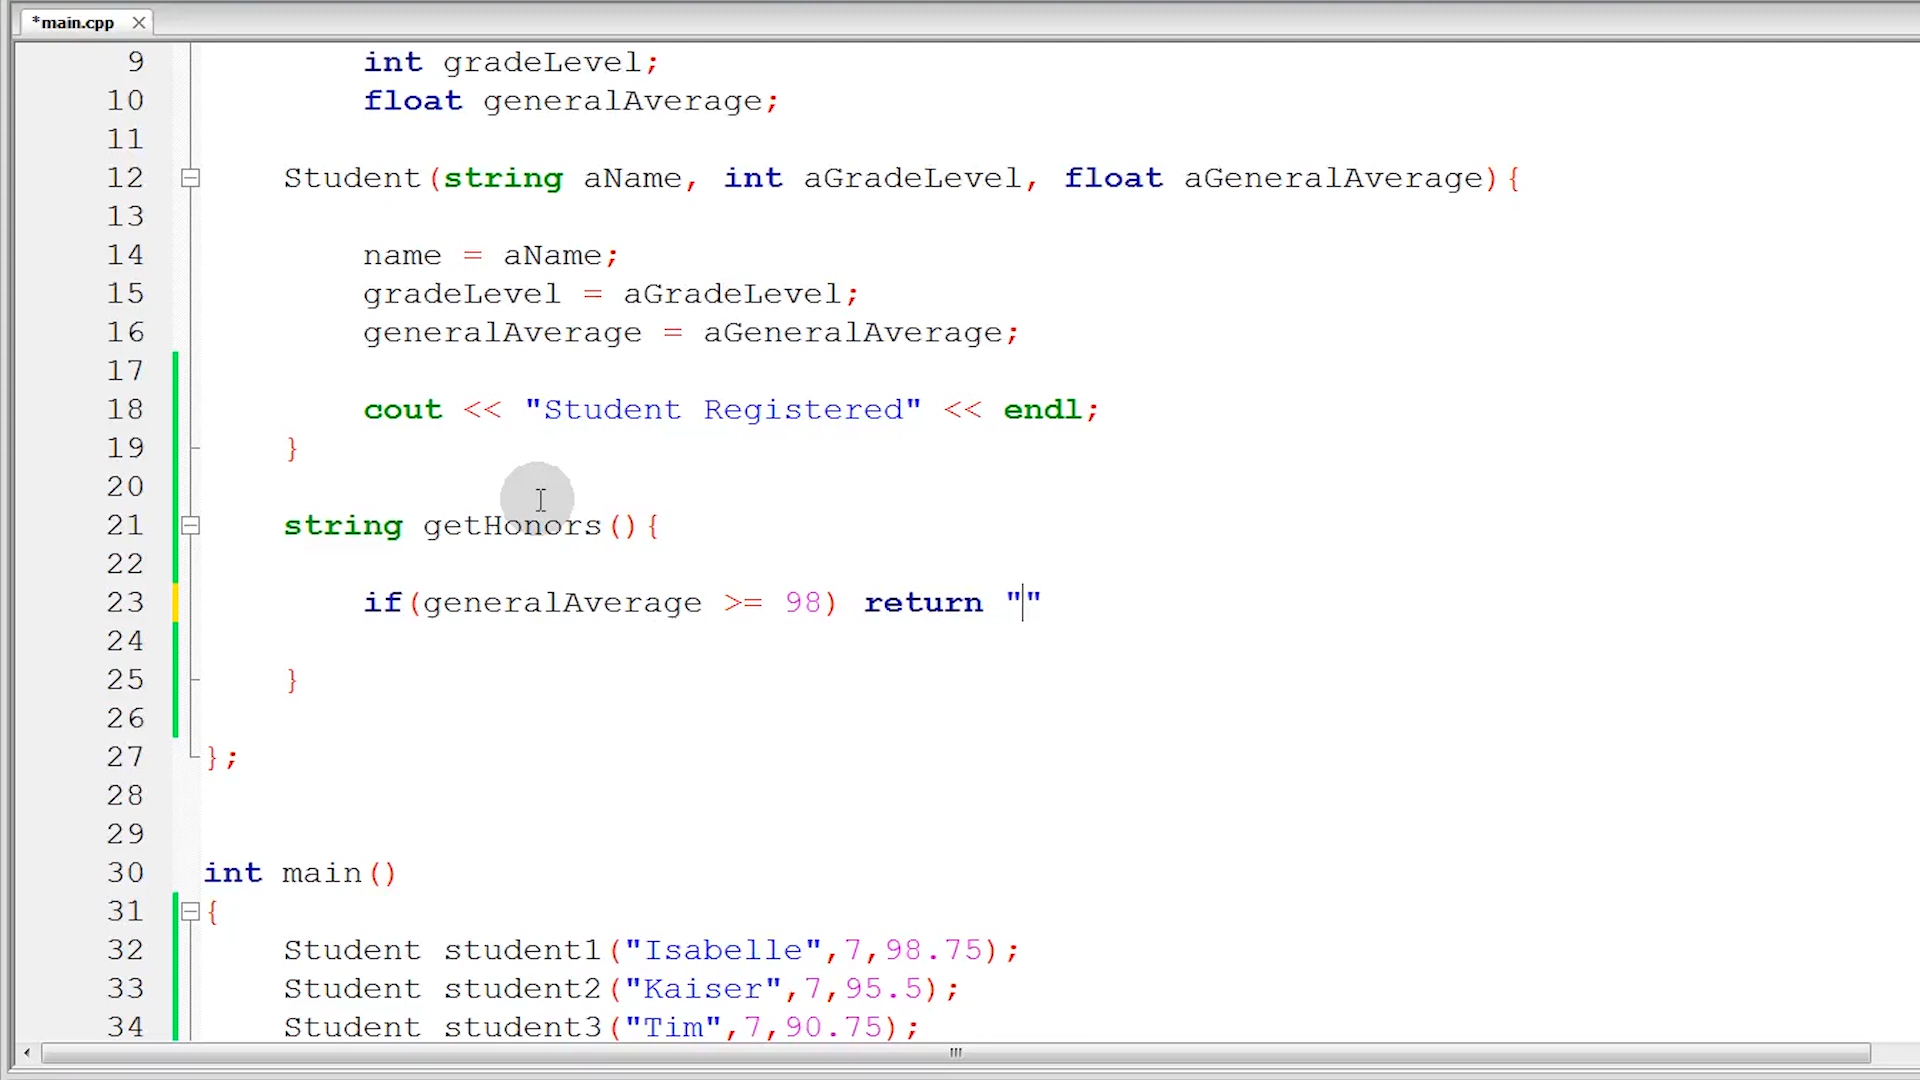 *main.cpp
9 int gradeLevel;
10 float generalAverage;
11
12 Student(string aName, int aGradeLevel, float aGeneralAverage){
13
14 name = aName;
15 gradeLevel = aGradeLevel;
16 generalAverage = aGeneralAverage;
17
18 cout << "Student Registered" << endl;
19 }
20
21 string getHonors(){
22
23 if(generalAverage >= 98) return ""
24
25 }
26
27 };
28
29
30 int main()
31 {
32 Student student1("Isabelle",7,98.75);
33 Student student2("Kaiser",7,95.5);
34 Student student3("Tim",7,90.75);